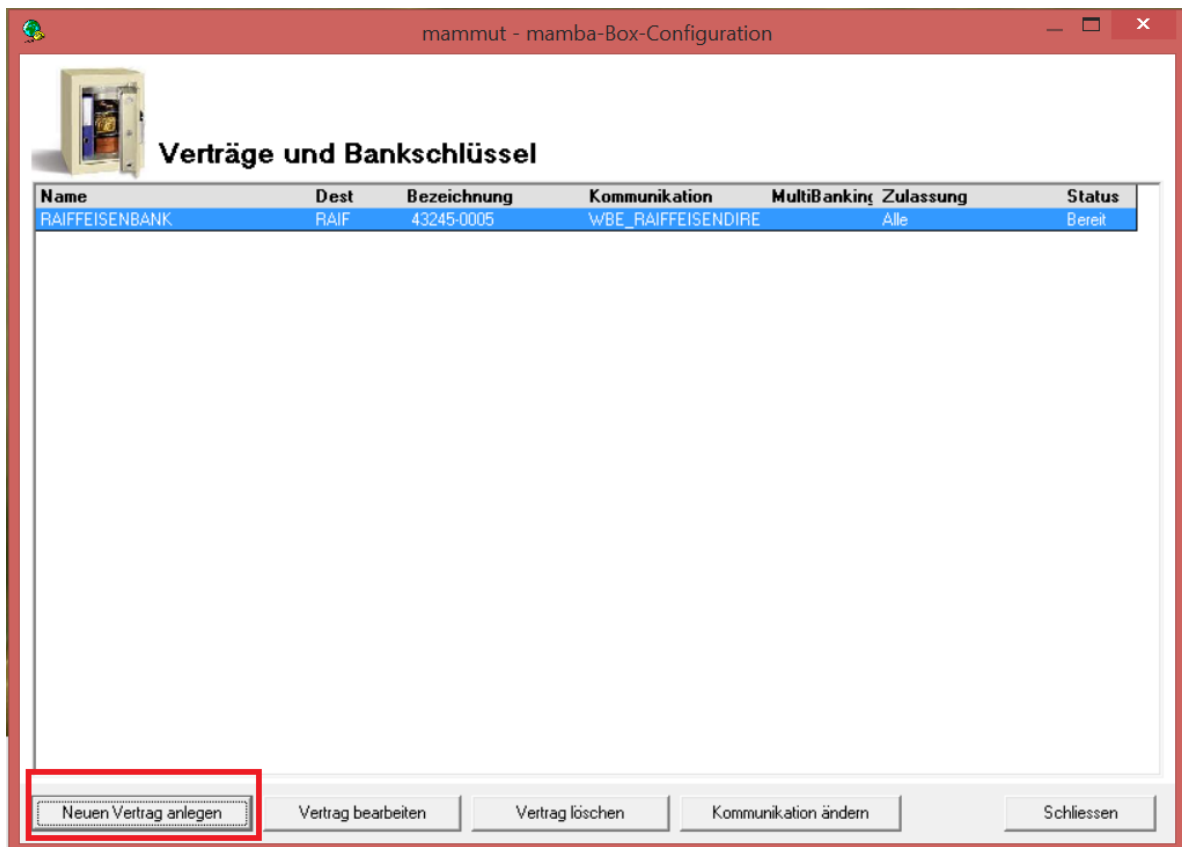 mammut - mamba-Box-Configuration
Verträge und Bankschlüssel
Name Dest Bezeichnung Kommunikation MultiBanking Zulassung Status
RAIFFEISENBANK RAIF 43245-0005 WBE_RAIFFEISENDIRE Alle Bereit
Neuen Vertrag anlegen Vertrag bearbeiten Vertrag löschen Kommunikation ändern Schliessen